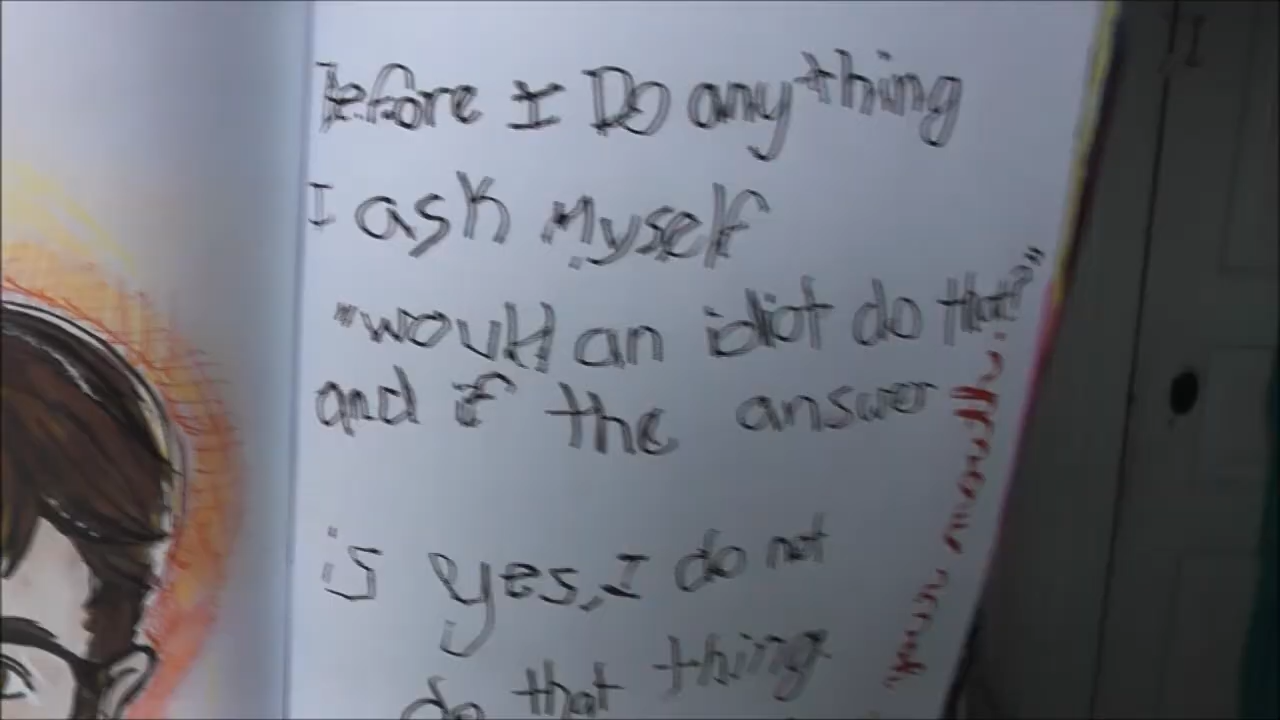 Before I Do anything
I ask Myself
"would an idiot do that?"
and if the answer
is yes, I do not
do that thing